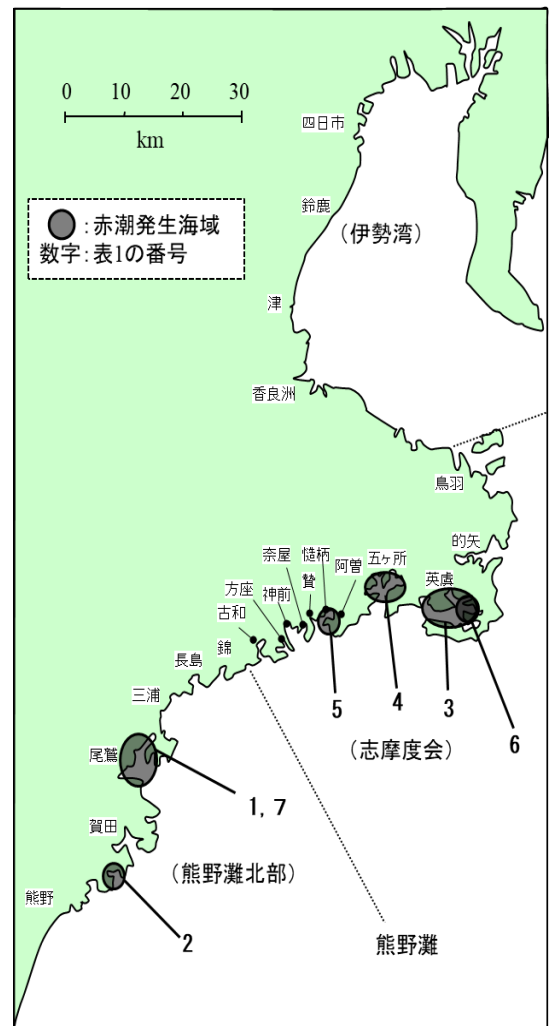 0 10 20 30
km
四日市
鈴鹿
(伊勢湾)
:赤潮発生海域
数字:表1の番号
津
香良洲
鳥羽
的矢
英虞
五ヶ所
阿曽
慥柄
贄
奈屋
神前
方座
古和
錦
長島
三浦
尾鷲
賀田
熊野
5
4
3
6
(志摩度会)
1, 7
(熊野灘北部)
2
熊野灘